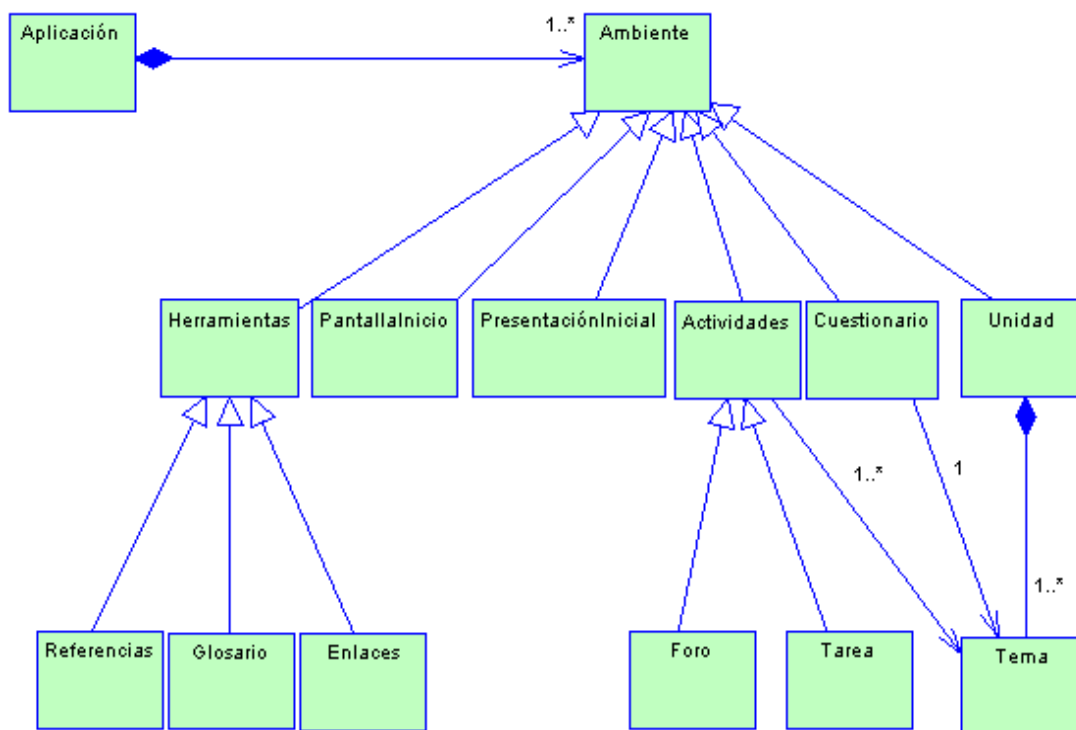 Aplicación
1..*
Ambiente
Herramientas
PantallaInicio
PresentaciónInicial
Actividades
Cuestionario
Unidad
1..*
1
1..*
Referencias
Glosario
Enlaces
Foro
Tarea
Tema